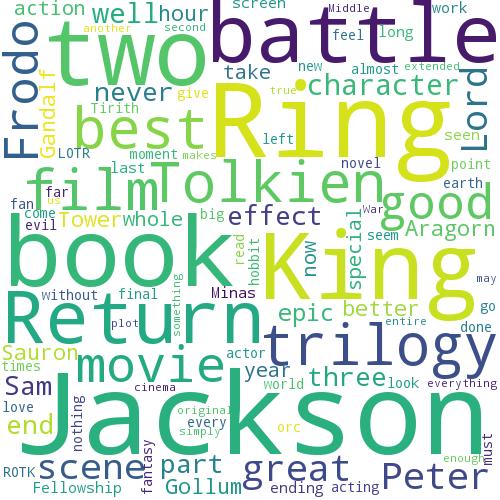 action
well
hour
screen
Middle
work
another
second
battle
feel
long
two
Frodo
Gandalf
never
take
new
almost
extended
Lord
give
true
character
Ring
best
Tirith
LOTR
moment
makes
left
novel
seen
point
film
Tolkien
last
earth
good
fan
far
us
come
evil
Tower
whole
big
effect
now
special
War
seem
Aragorn
book
King
read
hobbit
Minas
without
final
something
epic
better
may
go
Return
plot
entire
done
trilogy
Sauron
times
movie
actor
year
three
look
everything
Sam
love
cinema
world
Jackson
end
nothing
original
every
simply
orc
must
enough
scene
fantasy
part
great
Peter
ROTK
Fellowship
Gollum
ending
acting